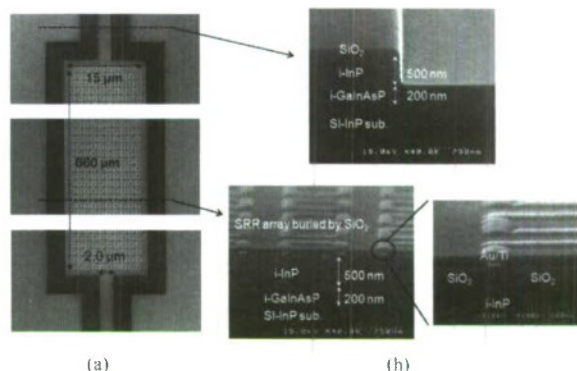 15 μm
660 μm
2.0 μm
(a)
SiO2
i-InP
500 nm
i-GaInAsP
200 nm
SI-InP sub.
SRR array buried by SiO2
i-InP
500 nm
i-GaInAsP
200 nm
SI-InP sub.
Au/Ti
SiO2
SiO2
i-InP
(b)